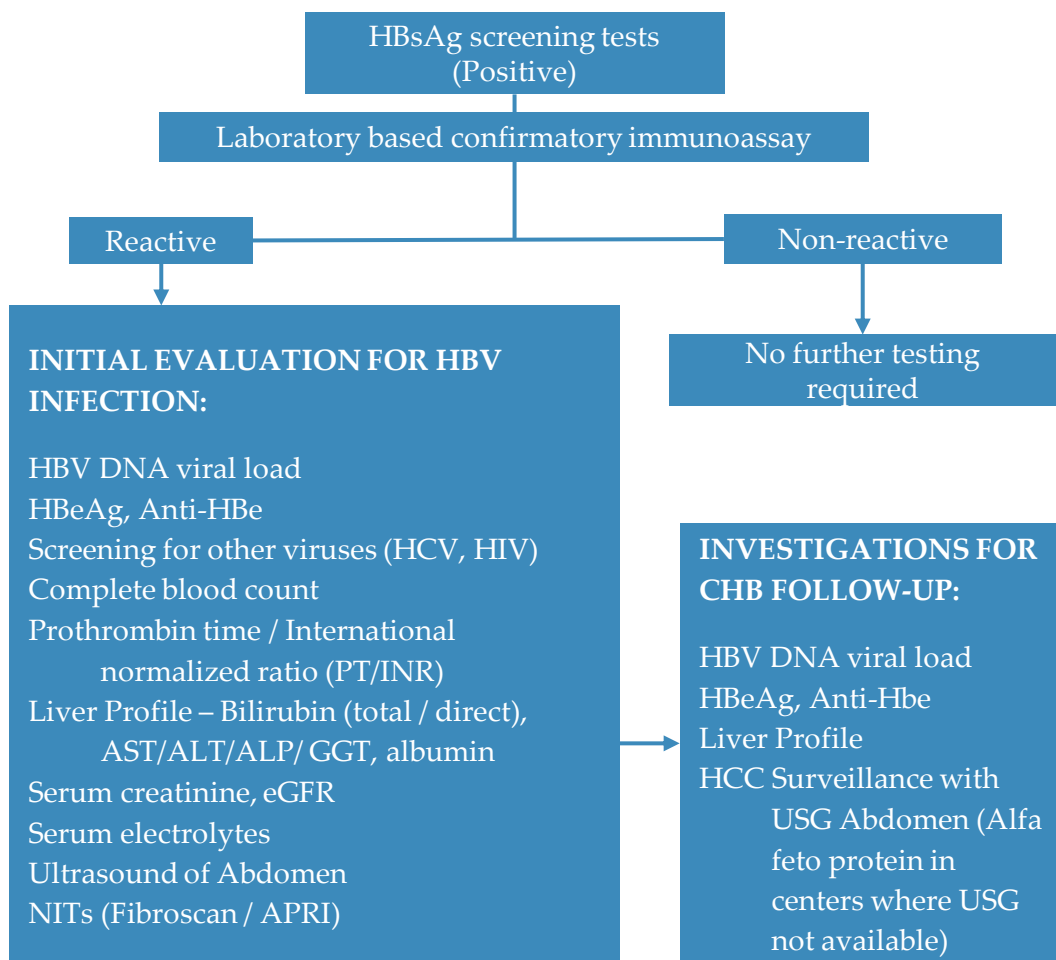 HBsAg screening tests
(Positive)
Laboratory based confirmatory immunoassay
Reactive
Non-reactive
No further testing
required
INITIAL EVALUATION FOR HBV
INFECTION:
HBV DNA viral load
HBeAg, Anti-HBe
Screening for other viruses (HCV, HIV)
Complete blood count
Prothrombin time / International
normalized ratio (PT/INR)
Liver Profile – Bilirubin (total / direct),
AST/ALT/ALP/ GGT, albumin
Serum creatinine, eGFR
Serum electrolytes
Ultrasound of Abdomen
NITs (Fibroscan / APRI)
INVESTIGATIONS FOR
CHB FOLLOW-UP:
HBV DNA viral load
HBeAg, Anti-Hbe
Liver Profile
HCC Surveillance with
USG Abdomen (Alfa
feto protein in
centers where USG
not available)